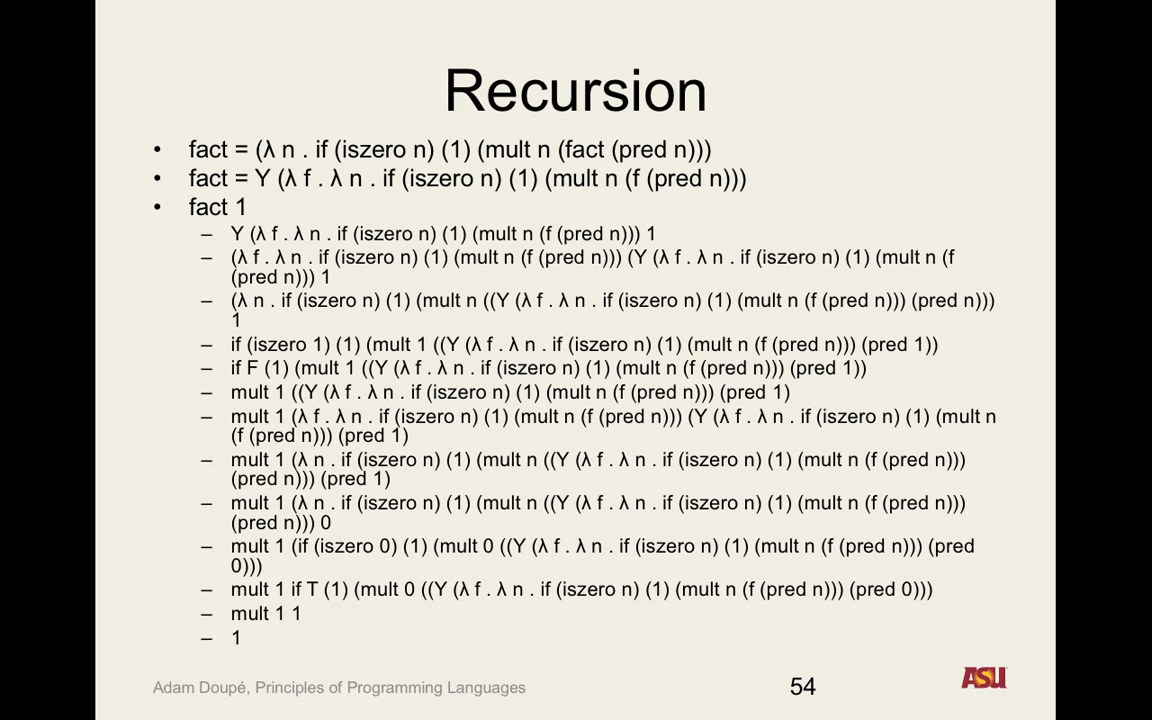 Recursion
• fact = (λ n . if (iszero n) (1) (mult n (fact (pred n)))
• fact = Y (λ f . λ n . if (iszero n) (1) (mult n (f (pred n)))
• fact 1
– Y (λ f . λ n . if (iszero n) (1) (mult n (f (pred n))) 1
– (λ f . λ n . if (iszero n) (1) (mult n (f (pred n))) (Y (λ f . λ n . if (iszero n) (1) (mult n (f
(pred n))) 1
– (λ n . if (iszero n) (1) (mult n ((Y (λ f . λ n . if (iszero n) (1) (mult n (f (pred n))) (pred n)))
1
– if (iszero 1) (1) (mult 1 ((Y (λ f . λ n . if (iszero n) (1) (mult n (f (pred n))) (pred 1))
– if F (1) (mult 1 ((Y (λ f . λ n . if (iszero n) (1) (mult n (f (pred n))) (pred 1))
– mult 1 ((Y (λ f . λ n . if (iszero n) (1) (mult n (f (pred n))) (pred 1)
– mult 1 (λ f . λ n . if (iszero n) (1) (mult n (f (pred n))) (Y (λ f . λ n . if (iszero n) (1) (mult n
(f (pred n))) (pred 1)
– mult 1 (λ n . if (iszero n) (1) (mult n ((Y (λ f . λ n . if (iszero n) (1) (mult n (f (pred n)))
(pred n))) (pred 1)
– mult 1 (λ n . if (iszero n) (1) (mult n ((Y (λ f . λ n . if (iszero n) (1) (mult n (f (pred n)))
(pred n))) 0
– mult 1 (if (iszero 0) (1) (mult 0 ((Y (λ f . λ n . if (iszero n) (1) (mult n (f (pred n))) (pred
0)))
– mult 1 if T (1) (mult 0 ((Y (λ f . λ n . if (iszero n) (1) (mult n (f (pred n))) (pred 0)))
– mult 1 1
– 1
Adam Doupé, Principles of Programming Languages
54
ASU